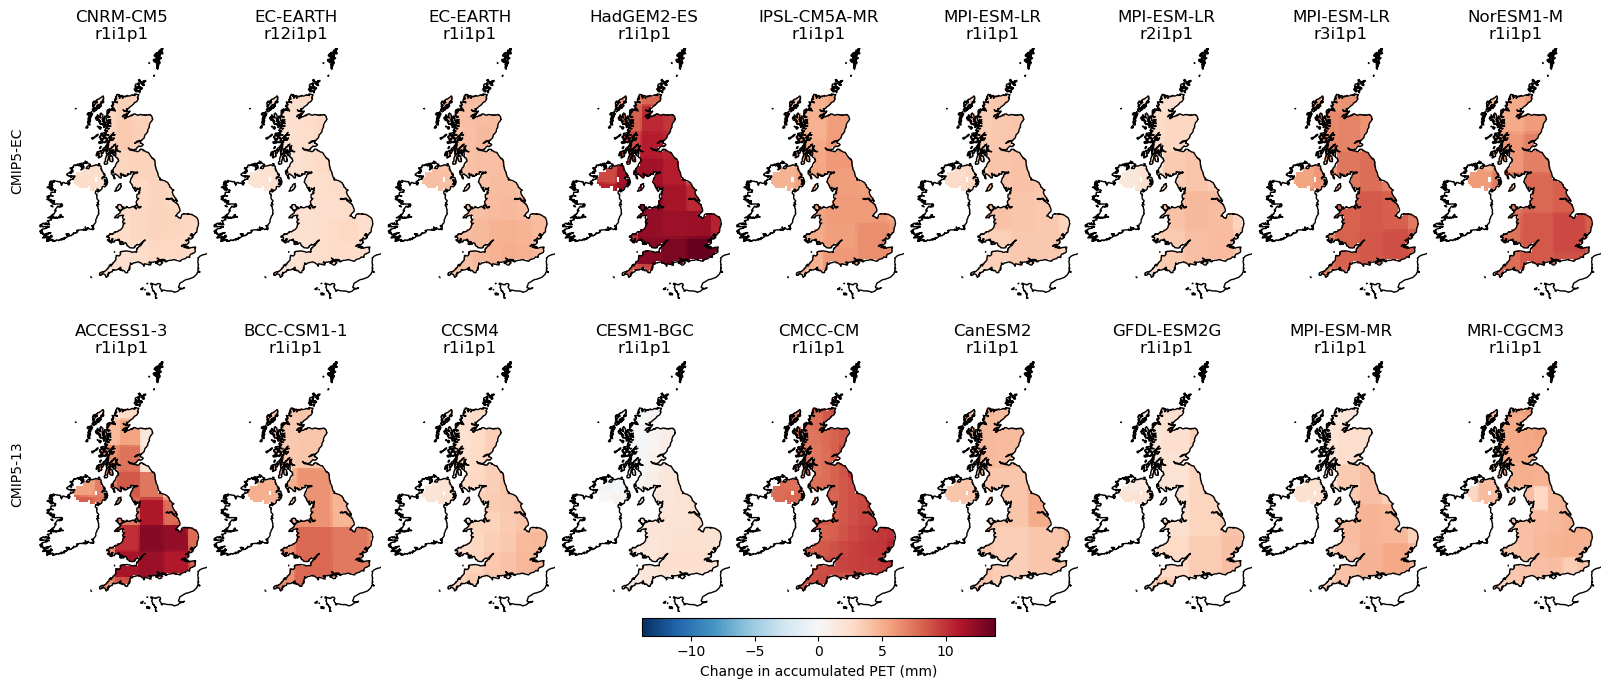 CNRM-CM5
r1i1p1
EC-EARTH
r12i1p1
EC-EARTH
r1i1p1
HadGEM2-ES
r1i1p1
IPSL-CM5A-MR
r1i1p1
MPI-ESM-LR
r1i1p1
MPI-ESM-LR
r2i1p1
MPI-ESM-LR
r3i1p1
NorESM1-M
r1i1p1
CMIP5-EC
ACCESS1-3
r1i1p1
BCC-CSM1-1
r1i1p1
CCSM4
r1i1p1
CESM1-BGC
r1i1p1
CMCC-CM
r1i1p1
CanESM2
r1i1p1
GFDL-ESM2G
r1i1p1
MPI-ESM-MR
r1i1p1
MRI-CGCM3
r1i1p1
CMIP5-13
−10 −5 0 5 10
Change in accumulated PET (mm)